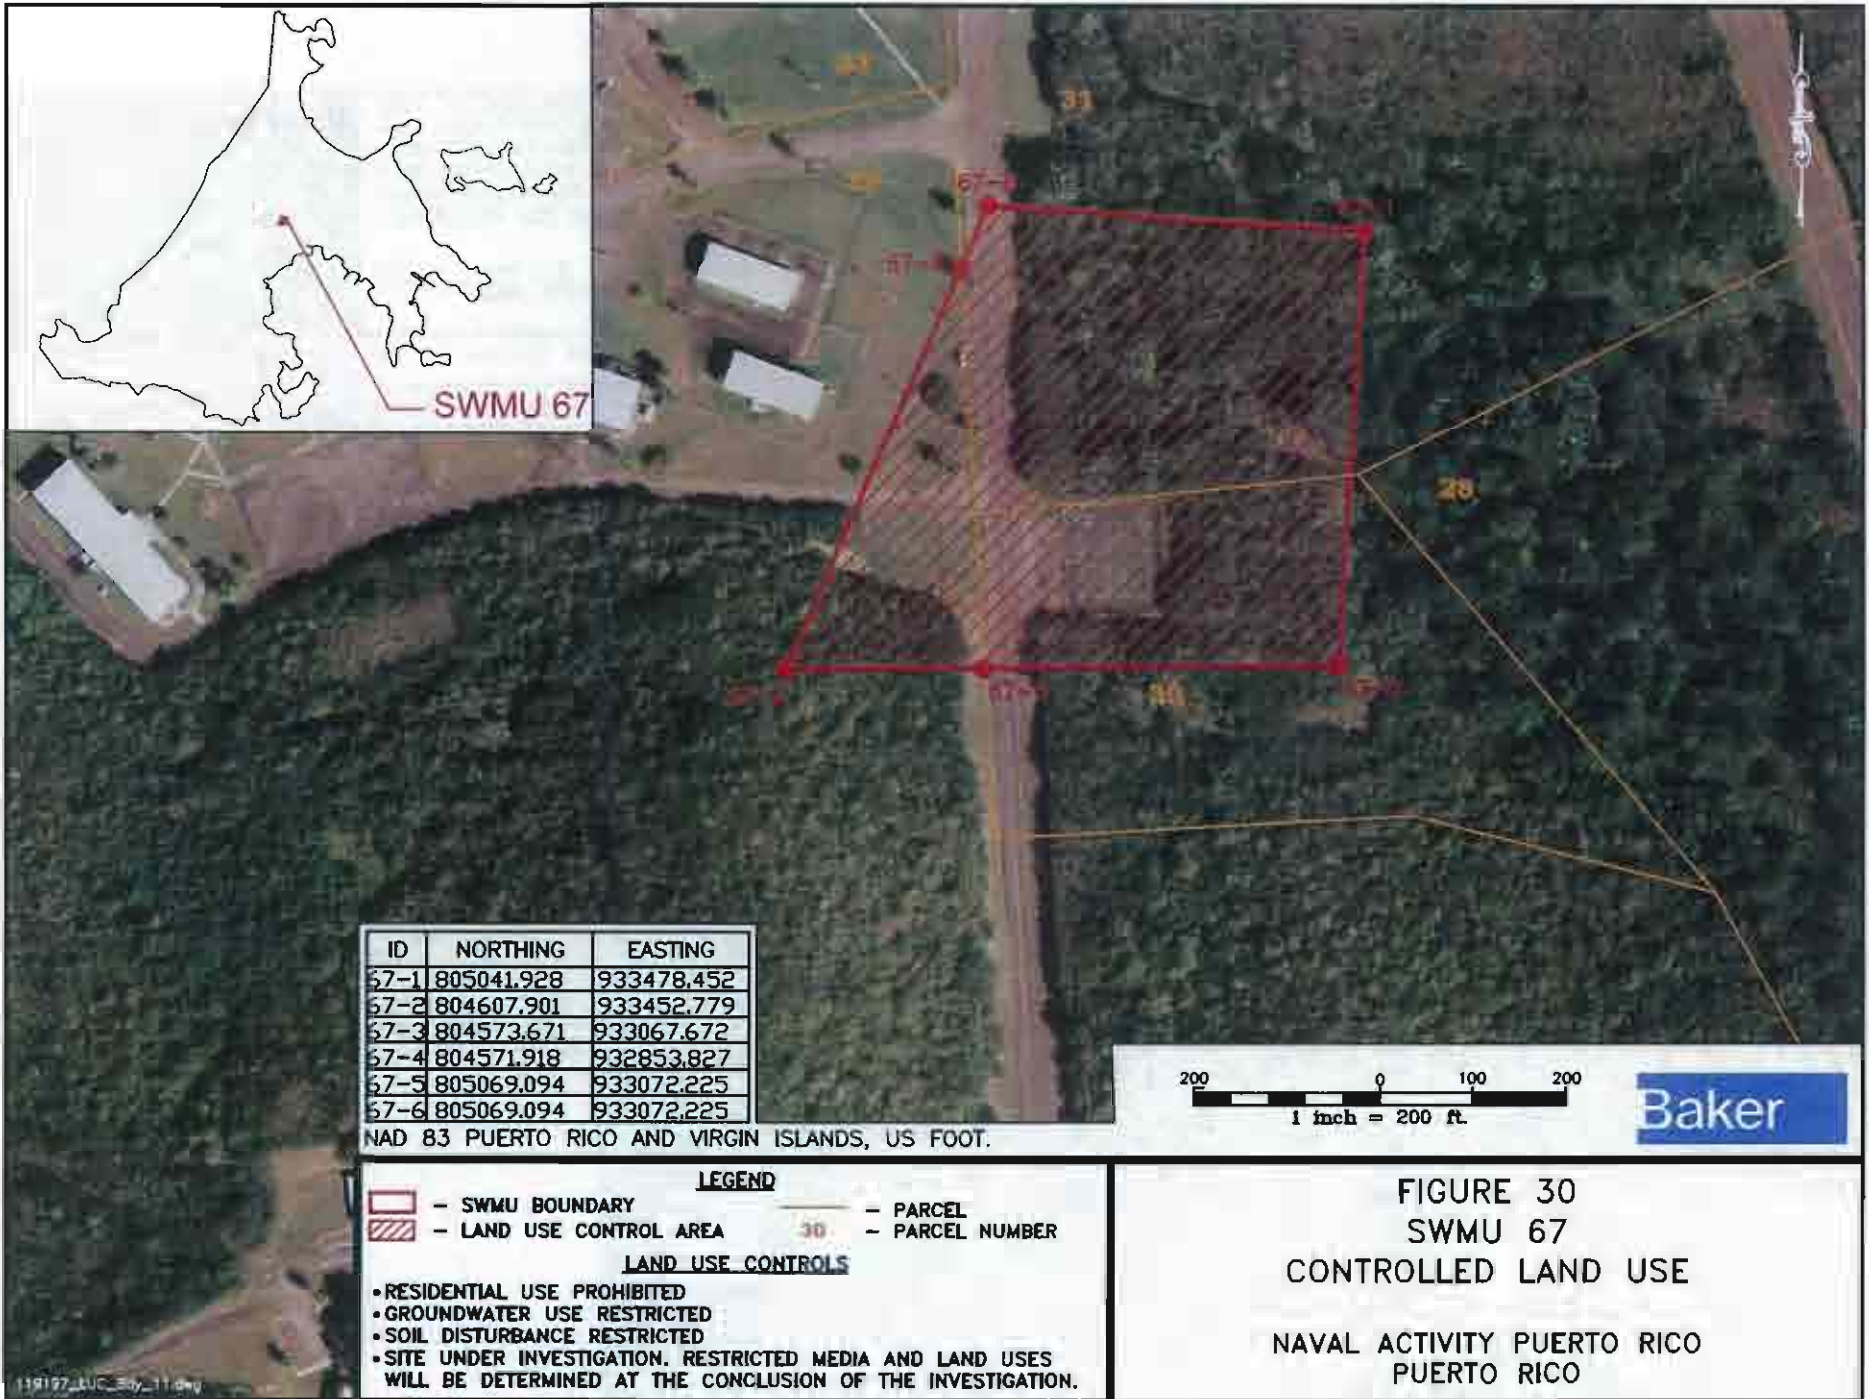 SWMU 67
33
28
ID NORTHING EASTING
67-1 805041.928 933478.452
67-2 804607.901 933452.779
67-3 804573.671 933067.672
67-4 804571.918 932853.827
67-5 805069.094 933072.225
67-6 805069.094 933072.225
NAD 83 PUERTO RICO AND VIRGIN ISLANDS, US FOOT.
200 0 100 200
1 inch = 200 ft.
Baker
LEGEND
- SWMU BOUNDARY
- LAND USE CONTROL AREA
- PARCEL
30 - PARCEL NUMBER
LAND USE CONTROLS
• RESIDENTIAL USE PROHIBITED
• GROUNDWATER USE RESTRICTED
• SOIL DISTURBANCE RESTRICTED
• SITE UNDER INVESTIGATION. RESTRICTED MEDIA AND LAND USES
WILL BE DETERMINED AT THE CONCLUSION OF THE INVESTIGATION.
FIGURE 30
SWMU 67
CONTROLLED LAND USE
NAVAL ACTIVITY PUERTO RICO
PUERTO RICO